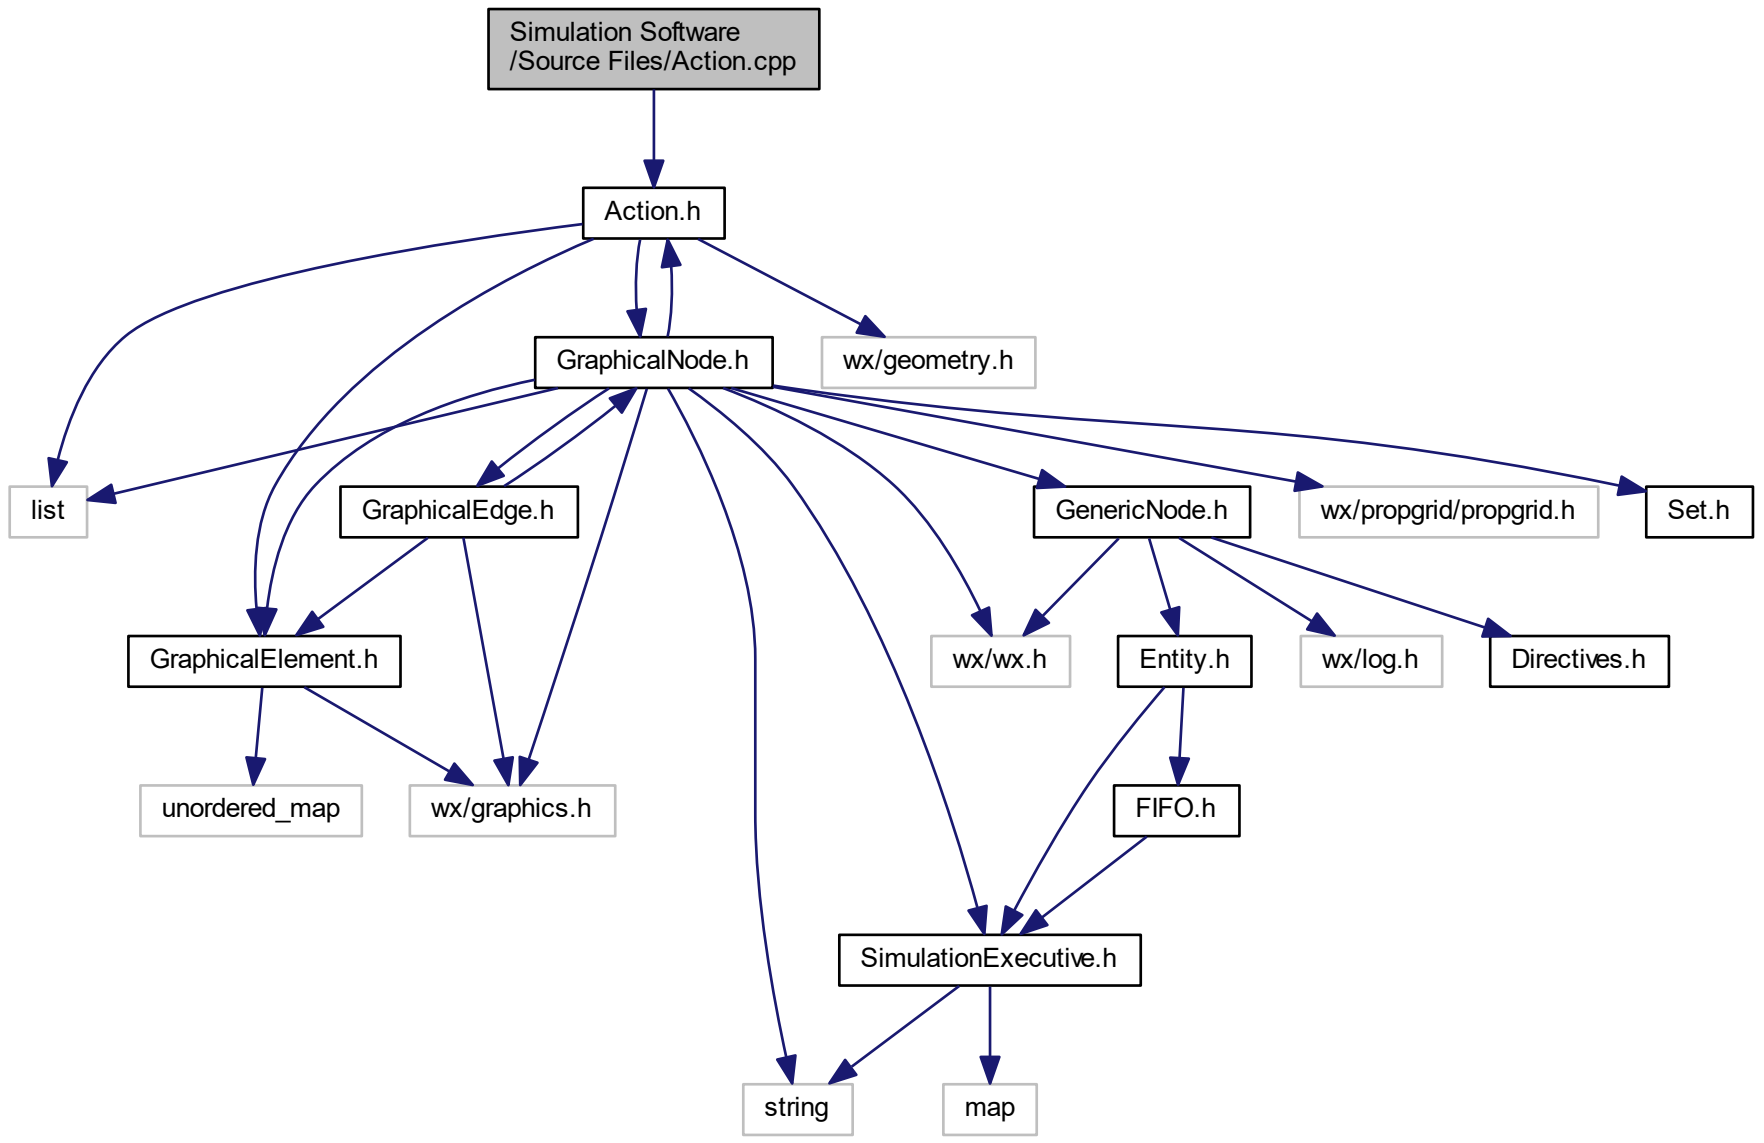 Simulation Software
/Source Files/Action.cpp
Action.h
GraphicalNode.h
wx/geometry.h
list
GraphicalEdge.h
GenericNode.h
wx/propgrid/propgrid.h
Set.h
GraphicalElement.h
wx/wx.h
Entity.h
wx/log.h
Directives.h
unordered_map
wx/graphics.h
FIFO.h
SimulationExecutive.h
string
map